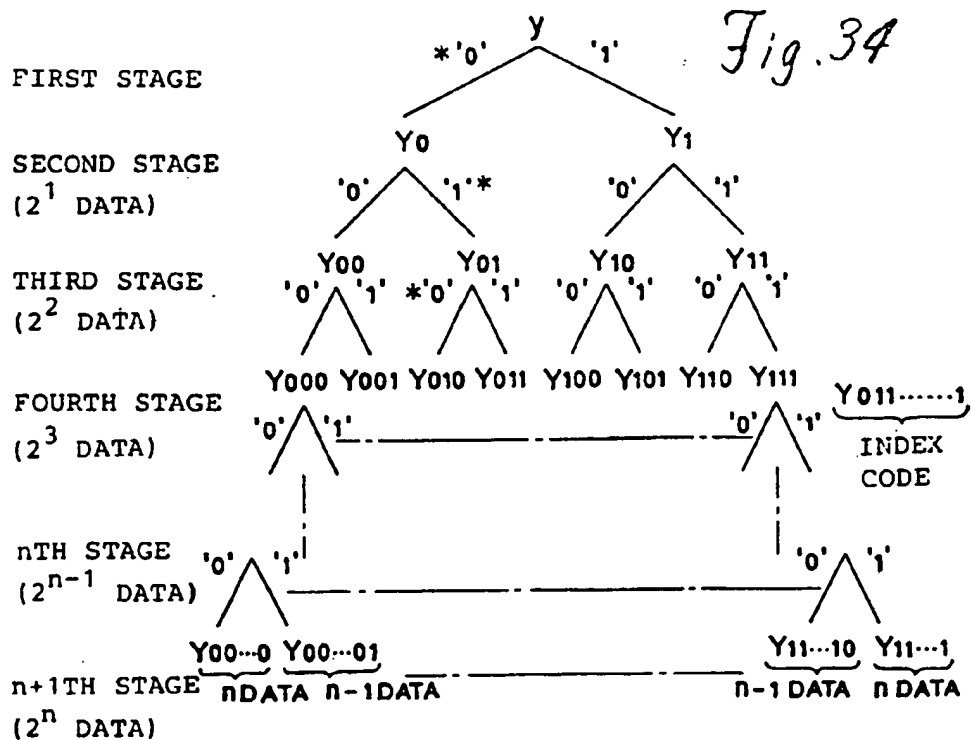 y
Fig. 34
*'0' '1'
FIRST STAGE
Y0 Y1
SECOND STAGE
'0' '1'* '0' '1'
(2^1 DATA)
Y00 Y01 Y10 Y11
THIRD STAGE
'0' '1' *'0' '1' '0' '1' '0' '1'
(2^2 DATA)
Y000 Y001 Y010 Y011 Y100 Y101 Y110 Y111
FOURTH STAGE
Y011······1
'0' '1' '0' '1'
(2^3 DATA)
INDEX
CODE
nTH STAGE
'0' '1' '0' '1'
(2^n-1 DATA)
Y00···0 Y00···01 Y11···10 Y11···1
n+1TH STAGE
nDATA n-1DATA n-1 DATA n DATA
(2^n DATA)